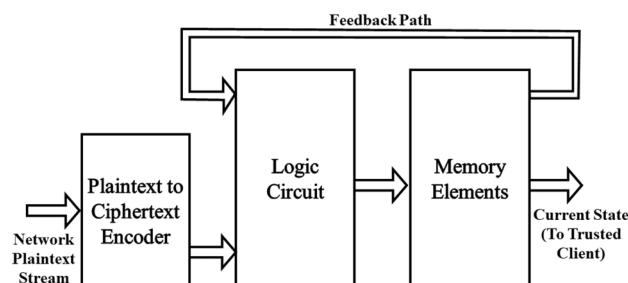 Feedback Path
Logic
Circuit
Memory
Elements
Plaintext to
Ciphertext
Encoder
Network
Plaintext
Stream
Current State
(To Trusted
Client)